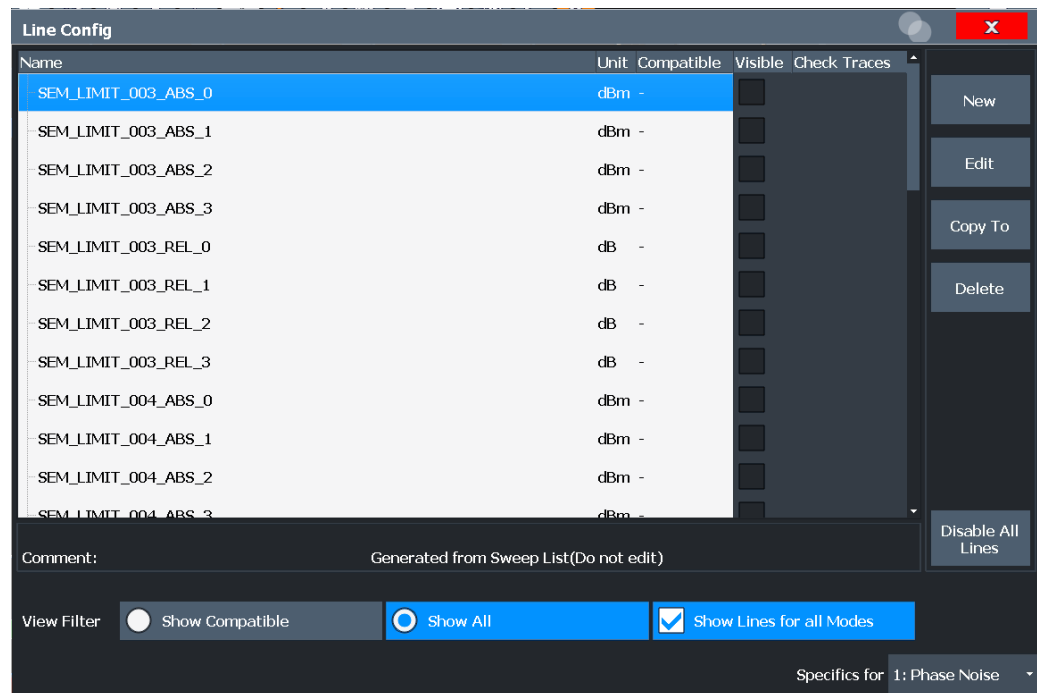 Line Config
X
Name Unit Compatible Visible Check Traces
SEM_LIMIT_003_ABS_0 dBm -
SEM_LIMIT_003_ABS_1 dBm -
SEM_LIMIT_003_ABS_2 dBm -
SEM_LIMIT_003_ABS_3 dBm -
SEM_LIMIT_003_REL_0 dB -
SEM_LIMIT_003_REL_1 dB -
SEM_LIMIT_003_REL_2 dB -
SEM_LIMIT_003_REL_3 dB -
SEM_LIMIT_004_ABS_0 dBm -
SEM_LIMIT_004_ABS_1 dBm -
SEM_LIMIT_004_ABS_2 dBm -
SEM_LIMIT_004_ABS_3 dBm -
New
Edit
Copy To
Delete
Disable All
Lines
Comment: Generated from Sweep List(Do not edit)
View Filter Show Compatible Show All Show Lines for all Modes
Specifics for 1: Phase Noise